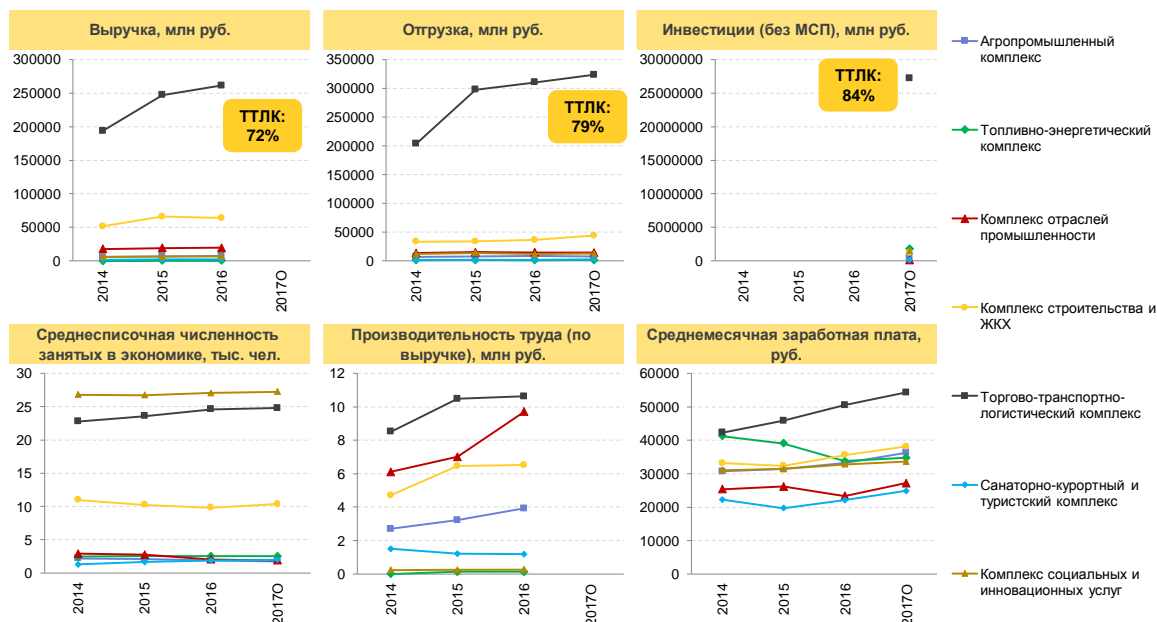 Выручка, млн руб.
300000
250000
200000
150000
100000
50000
0
2014
2015
2016
2017О
ТТЛК:
72%
Отгрузка, млн руб.
350000
300000
250000
200000
150000
100000
50000
0
2014
2015
2016
2017О
ТТЛК:
79%
Инвестиции (без МСП), млн руб.
30000000
25000000
20000000
15000000
10000000
5000000
0
2014
2015
2016
2017О
ТТЛК:
84%
Среднесписочная численность
занятых в экономике, тыс. чел.
30
25
20
15
10
5
0
2014
2015
2016
2017О
Производительность труда (по
выручке), млн руб.
12
10
8
6
4
2
0
2014
2015
2016
2017О
Среднемесячная заработная плата,
руб.
60000
50000
40000
30000
20000
10000
0
2014
2015
2016
2017О
Агропромышленный
комплекс
Топливно-энергетический
комплекс
Комплекс отраслей
промышленности
Комплекс строительства и
ЖКХ
Торгово-транспортно-
логистический комплекс
Санаторно-курортный и
туристский комплекс
Комплекс социальных и
инновационных услуг